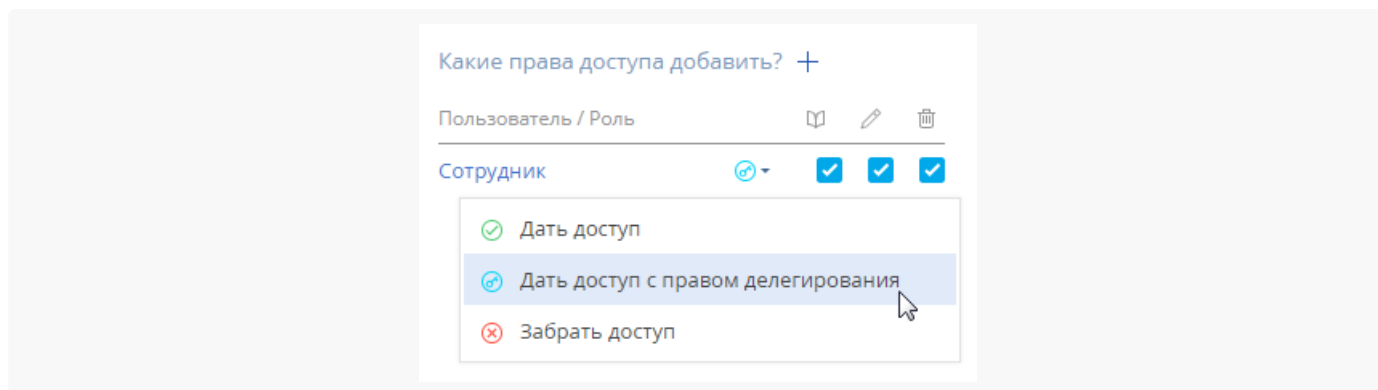 Какие права доступа добавить?
Пользователь / Роль
Сотрудник
Дать доступ
Дать доступ с правом делегирования
Забрать доступ